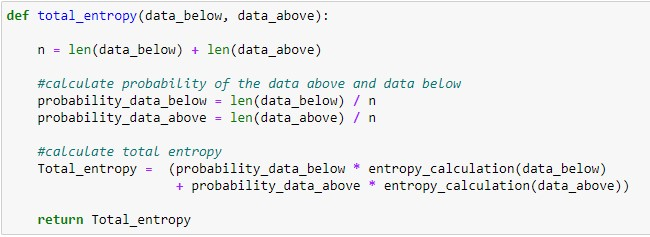 def total_entropy(data_below, data_above):
n = len(data_below) + len(data_above)
#calculate probability of the data above and data below
probability_data_below = len(data_below) / n
probability_data_above = len(data_above) / n
#calculate total entropy
Total_entropy =  (probability_data_below * entropy_calculation(data_below)
+ probability_data_above * entropy_calculation(data_above))
return Total_entropy